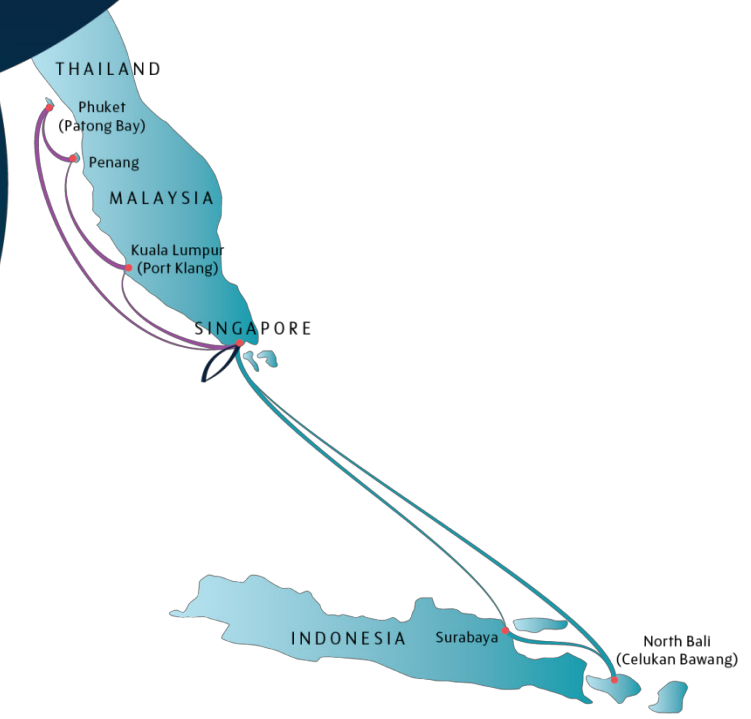 THAILAND
Phuket
(Patong Bay)
Penang
MALAYSIA
Kuala Lumpur
(Port Klang)
SINGAPORE
INDONESIA
Surabaya
North Bali
(Celukan Bawang)